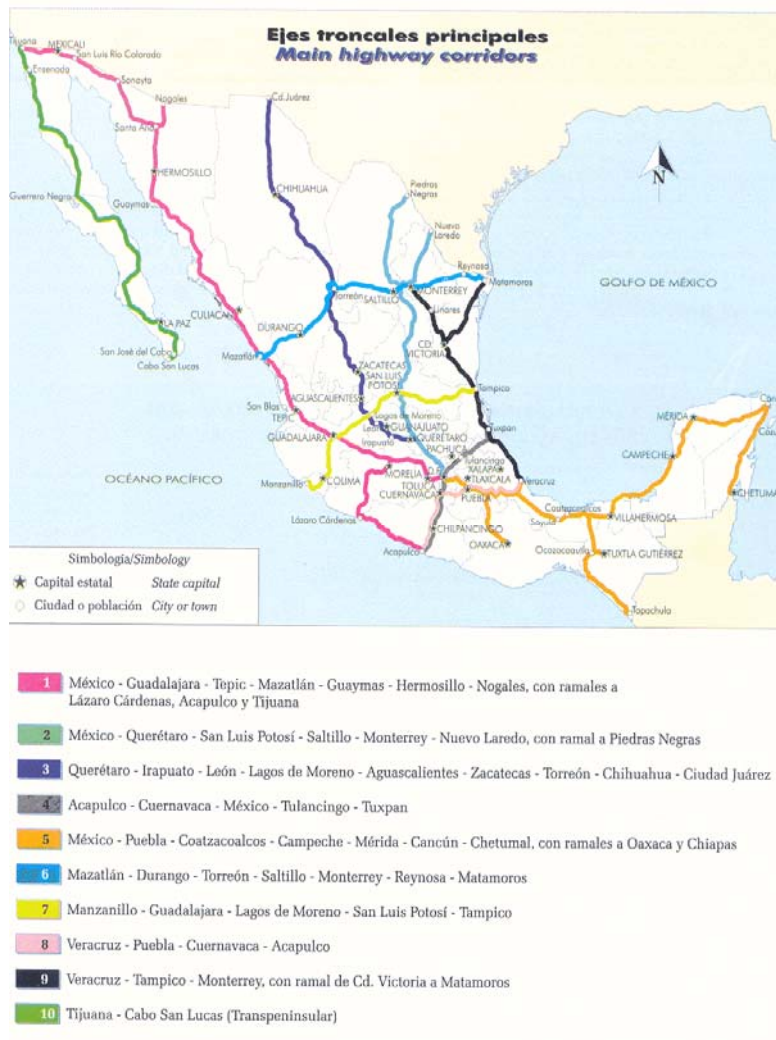 Ejes troncales principales
Main highway corridors
Tijuana
MEXICALI
San Luis Río Colorado
Ensenada
Sonoyta
Nogales
Cd. Juárez
Santa Ana
HERMOSILLO
CHIHUAHUA
Piedras
Negras
N
Guerrero Negro
Guaymas
Nuevo
Laredo
Reynosa
Matamoros
GOLFO DE MÉXICO
Torreón
SALTILLO
MONTERREY
Linares
CULIACAN
LA PAZ
DURANGO
CD.
VICTORIA
San José del Cabo
Cabo San Lucas
Mazatlán
ZACATECAS
SAN LUIS
POTOSI
Tampico
AGUASCALIENTES
San Blas
TEPIC
Lagos de Moreno
León
GUANAJUATO
Tuxpan
MÉRIDA
GUADALAJARA
Irapuato
QUERÉTARO
PACHUCA
Tulancingo
CAMPECHE
OCÉANO PACÍFICO
Manzanillo
COLIMA
MORELIA
D.F.
XALAPA
TLAXCALA
TOLUCA
CUERNAVACA
PUEBLA
Veracruz
CHETUMAL
Coatzacoalcos
VILLAHERMOSA
Lázaro Cárdenas
CHILPANCINGO
Sayula
Acapulco
OAXACA
Ocozocoautla
TUXTLA GUTIÉRREZ
Tapachula
Simbología/Simbology
Capital estatal State capital
Ciudad o población City or town
1 México - Guadalajara - Tepic - Mazatlán - Guaymas - Hermosillo - Nogales, con ramales a
Lázaro Cárdenas, Acapulco y Tijuana
2 México - Querétaro - San Luis Potosí - Saltillo - Monterrey - Nuevo Laredo, con ramal a Piedras Negras
3 Querétaro - Irapuato - León - Lagos de Moreno - Aguascalientes - Zacatecas - Torreón - Chihuahua - Ciudad Juárez
4 Acapulco - Cuernavaca - México - Tulancingo - Tuxpan
5 México - Puebla - Coatzacoalcos - Campeche - Mérida - Cancún - Chetumal, con ramales a Oaxaca y Chiapas
6 Mazatlán - Durango - Torreón - Saltillo - Monterrey - Reynosa - Matamoros
7 Manzanillo - Guadalajara - Lagos de Moreno - San Luis Potosí - Tampico
8 Veracruz - Puebla - Cuernavaca - Acapulco
9 Veracruz - Tampico - Monterrey, con ramal de Cd. Victoria a Matamoros
10 Tijuana - Cabo San Lucas (Transpeninsular)